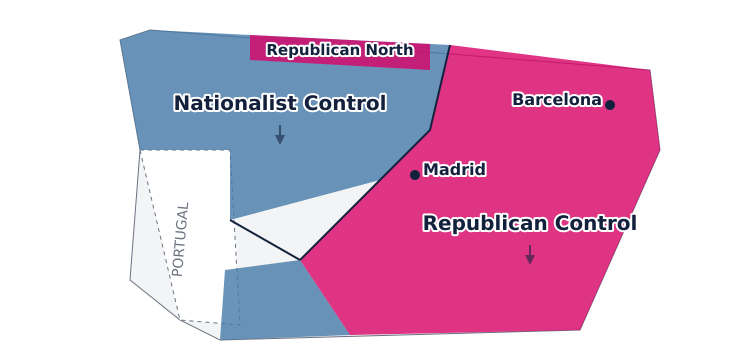 Republican North
Nationalist Control
Barcelona
Madrid
PORTUGAL
Republican Control